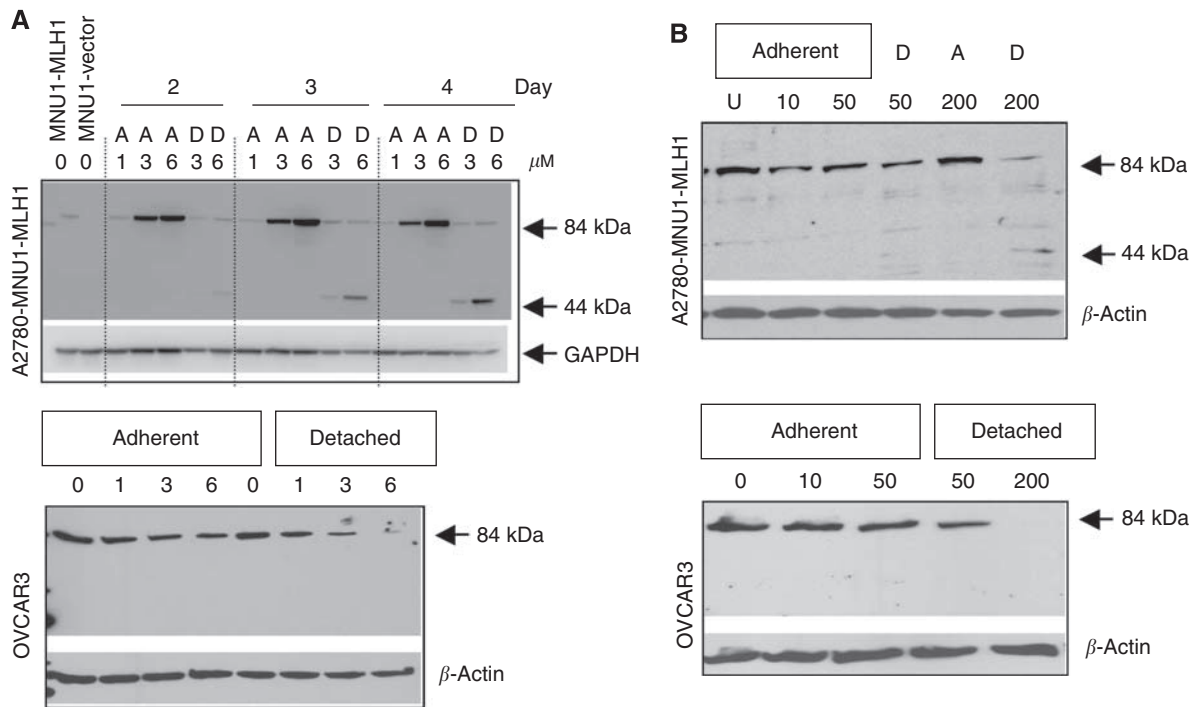 A
MNU1-MLH1
MNU1-vector
2 3 4 Day
A A A D D A A A D D A A A D D
0 0 1 3 6 3 6 1 3 6 3 6 1 3 6 3 6 μM
A2780-MNU1-MLH1
84 kDa
44 kDa
GAPDH
Adherent Detached
0 1 3 6 0 1 3 6
84 kDa
OVCAR3
β-Actin
B
Adherent D A D
U 10 50 50 200 200
A2780-MNU1-MLH1
84 kDa
44 kDa
β-Actin
Adherent Detached
0 10 50 50 200
84 kDa
OVCAR3
β-Actin